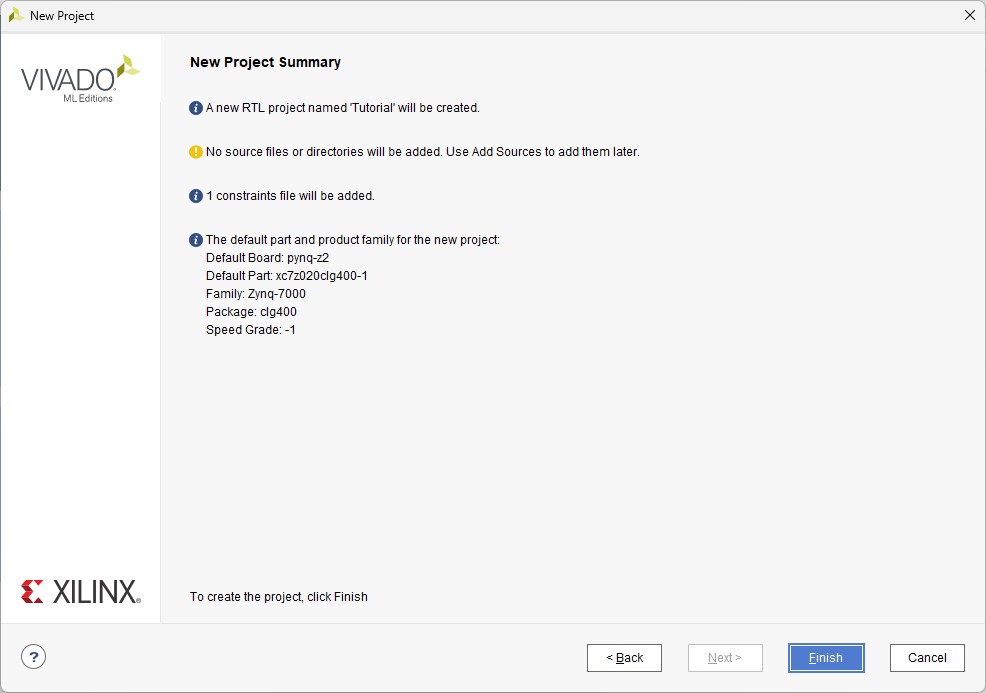 New Project
VIVADO
ML Editions
New Project Summary
A new RTL project named 'Tutorial' will be created.
No source files or directories will be added. Use Add Sources to add them later.
1 constraints file will be added.
The default part and product family for the new project:
Default Board: pynq-z2
Default Part: xc7z020clg400-1
Family: Zynq-7000
Package: clg400
Speed Grade: -1
XILINX
To create the project, click Finish
?
< Back
Next >
Finish
Cancel